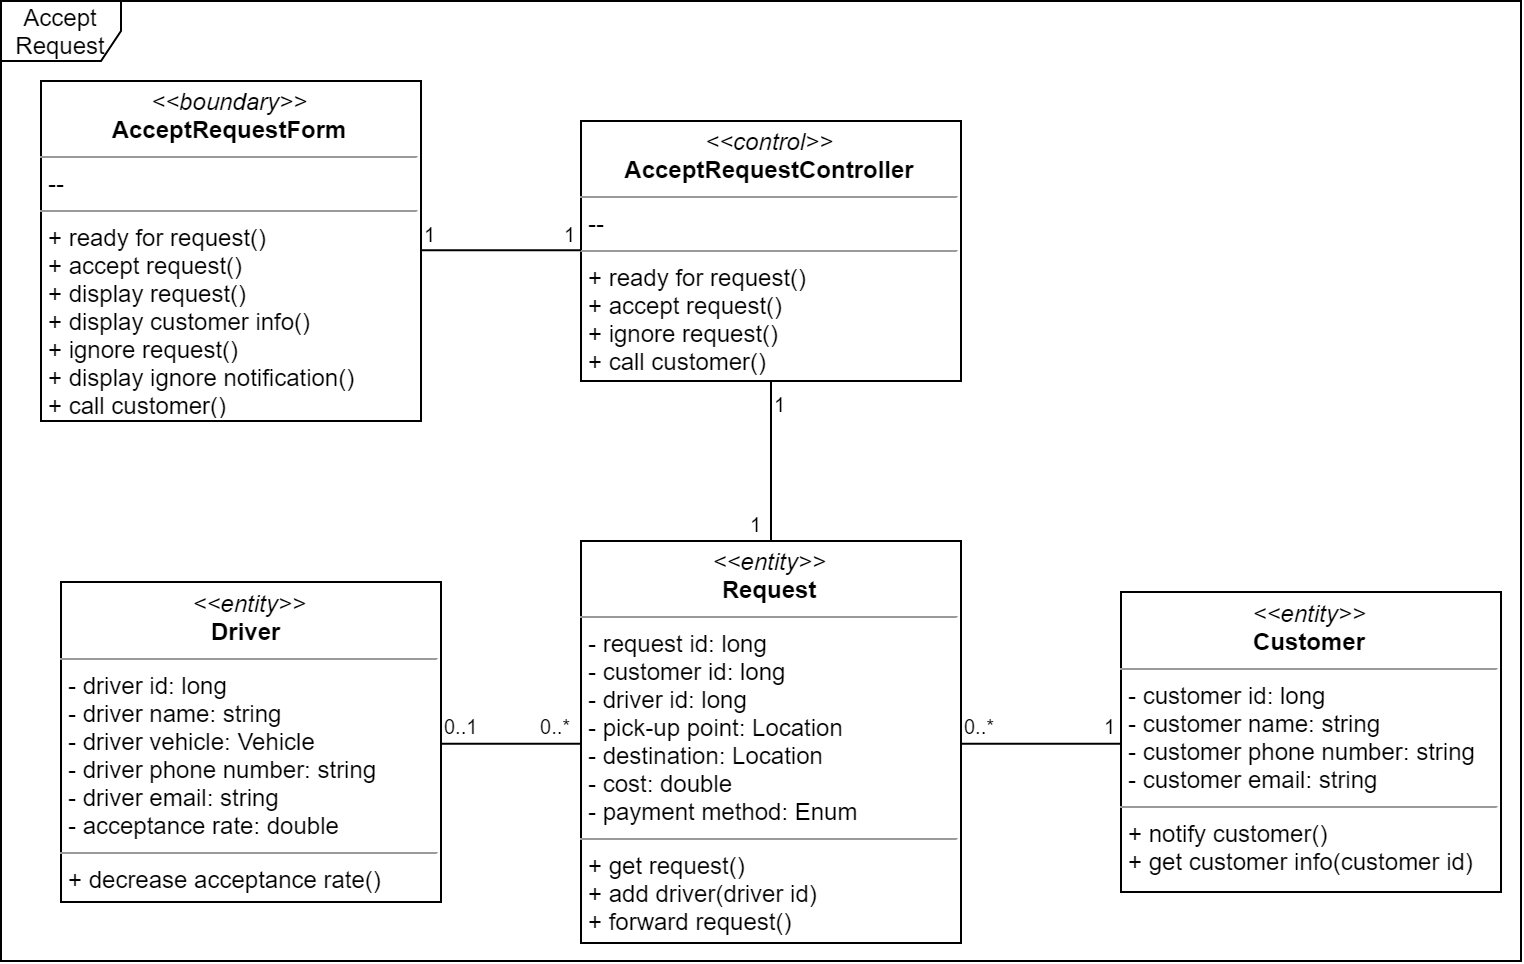 Accept
Request
<<boundary>>
AcceptRequestForm
--
+ ready for request()
+ accept request()
+ display request()
+ display customer info()
+ ignore request()
+ display ignore notification()
+ call customer()
1
1
<<control>>
AcceptRequestController
--
+ ready for request()
+ accept request()
+ ignore request()
+ call customer()
1
1
<<entity>>
Driver
- driver id: long
- driver name: string
- driver vehicle: Vehicle
- driver phone number: string
- driver email: string
- acceptance rate: double
+ decrease acceptance rate()
0..1
0..*
<<entity>>
Request
- request id: long
- customer id: long
- driver id: long
- pick-up point: Location
- destination: Location
- cost: double
- payment method: Enum
+ get request()
+ add driver(driver id)
+ forward request()
0..*
1
<<entity>>
Customer
- customer id: long
- customer name: string
- customer phone number: string
- customer email: string
+ notify customer()
+ get customer info(customer id)